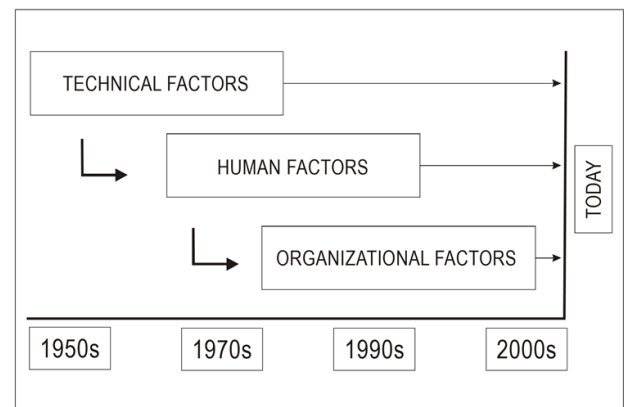 TECHNICAL FACTORS
HUMAN FACTORS
ORGANIZATIONAL FACTORS
TODAY
1950s
1970s
1990s
2000s